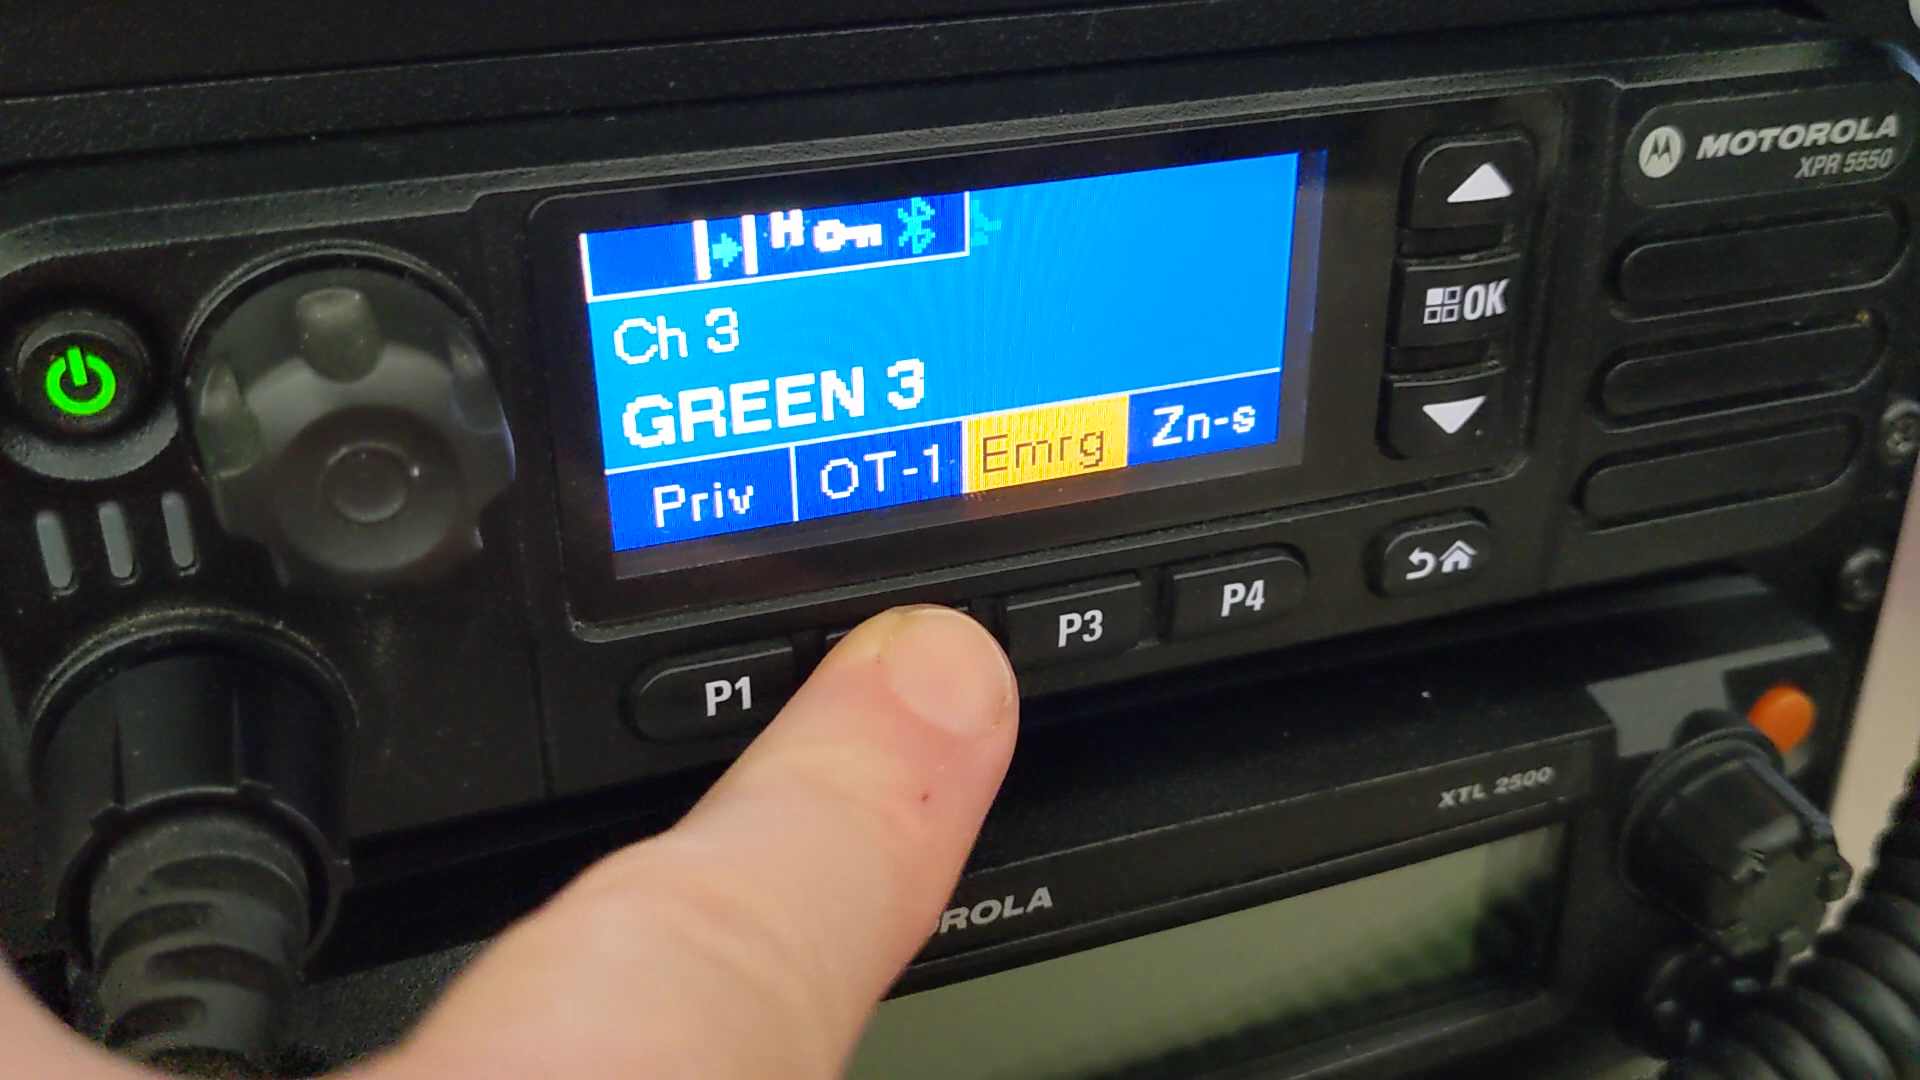 MOTOROLA
XPR 5550
H
Ch 3
GREEN 3
Priv OT-1 Emrg Zn-s
OK
P1 P3 P4
XTL 2500
ROLA